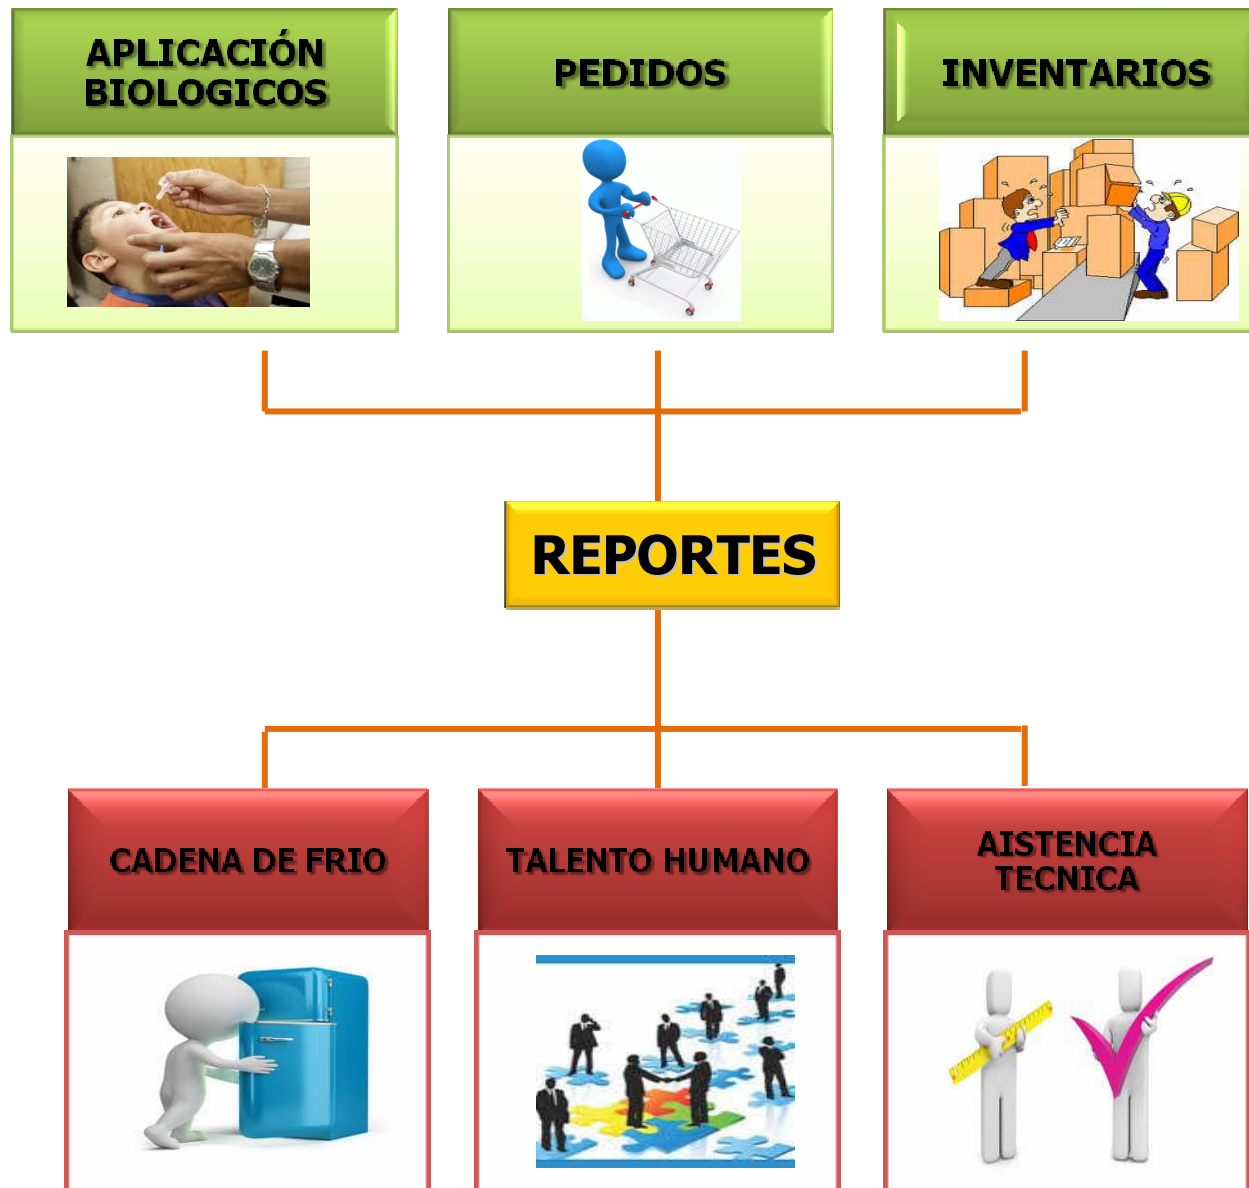 APLICACIÓN
BIOLOGICOS
PEDIDOS
INVENTARIOS
REPORTES
CADENA DE FRIO
TALENTO HUMANO
AISTENCIA
TECNICA